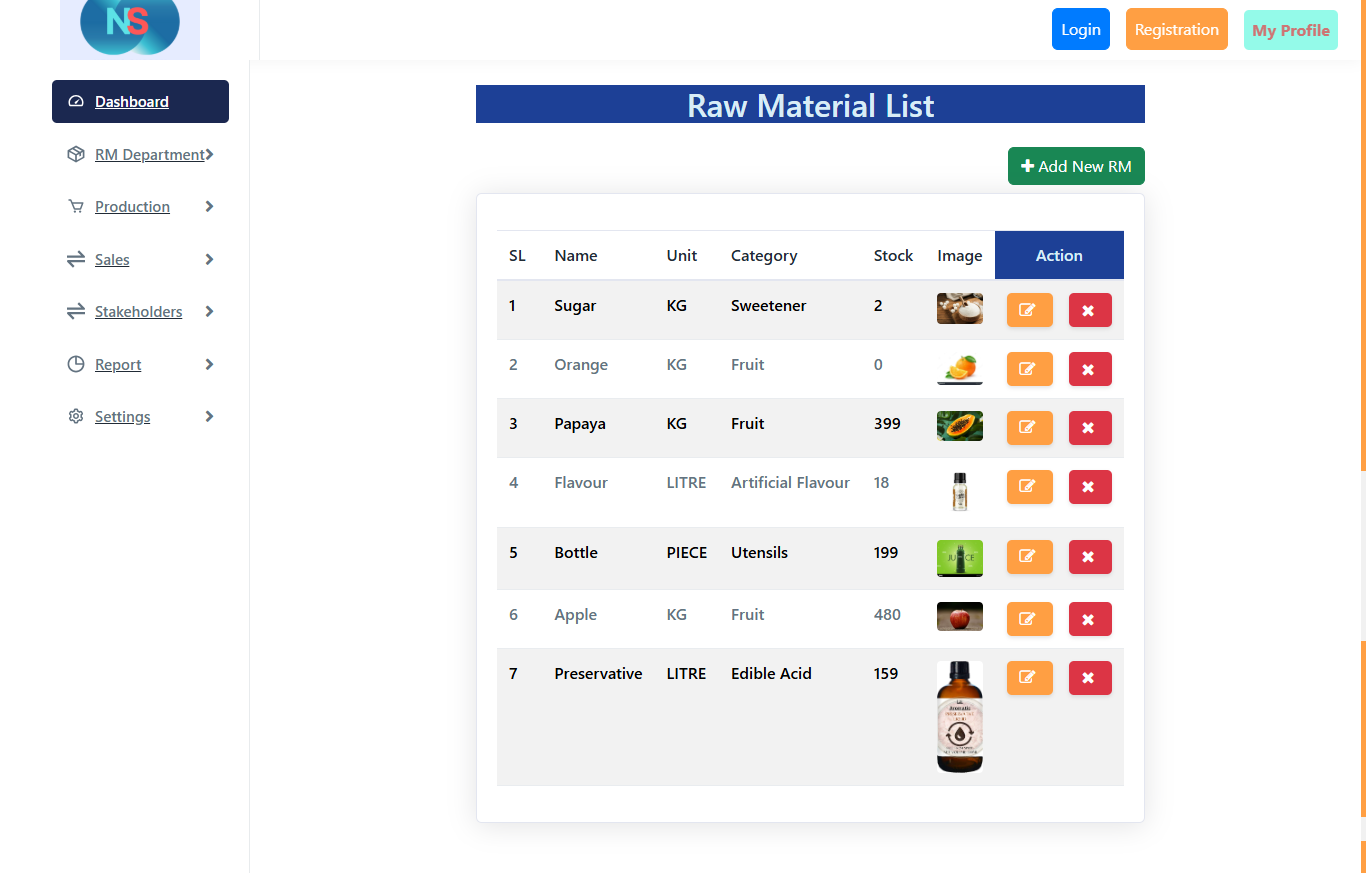 NS
Login Registration My Profile
Dashboard
RM Department
Production
Sales
Stakeholders
Report
Settings
Raw Material List
Add New RM
SL Name Unit Category Stock Image Action
1 Sugar KG Sweetener 2
2 Orange KG Fruit 0
3 Papaya KG Fruit 399
4 Flavour LITRE Artificial Flavour 18
5 Bottle PIECE Utensils 199
JUICE
6 Apple KG Fruit 480
7 Preservative LITRE Edible Acid 159